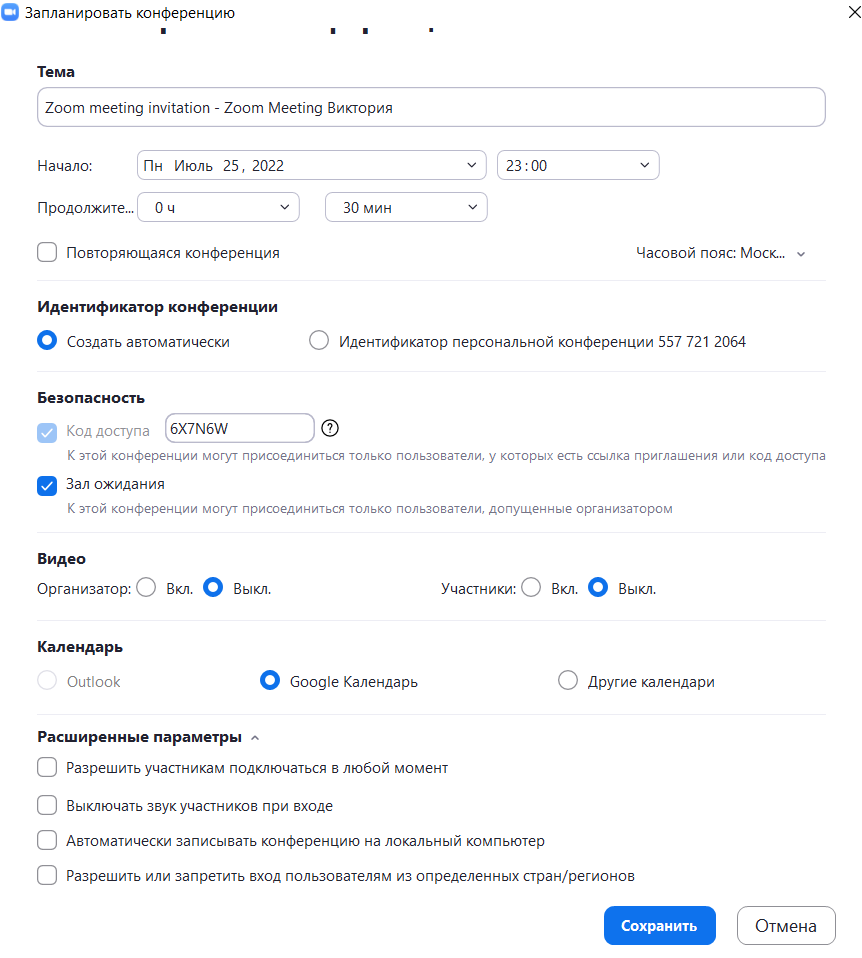 Запланировать конференцию
Тема
Zoom meeting invitation - Zoom Meeting Виктория
Начало: Пн Июль 25, 2022 23:00
Продолжите... 0 ч 30 мин
Повторяющаяся конференция Часовой пояс: Моск...
Идентификатор конференции
Создать автоматически Идентификатор персональной конференции 557 721 2064
Безопасность
Код доступа 6X7N6W ?
К этой конференции могут присоединиться только пользователи, у которых есть ссылка приглашения или код доступа
Зал ожидания
К этой конференции могут присоединиться только пользователи, допущенные организатором
Видео
Организатор: Вкл. Выкл. Участники: Вкл. Выкл.
Календарь
Outlook Google Календарь Другие календари
Расширенные параметры
Разрешить участникам подключаться в любой момент
Выключать звук участников при входе
Автоматически записывать конференцию на локальный компьютер
Разрешить или запретить вход пользователям из определенных стран/регионов
Сохранить Отмена